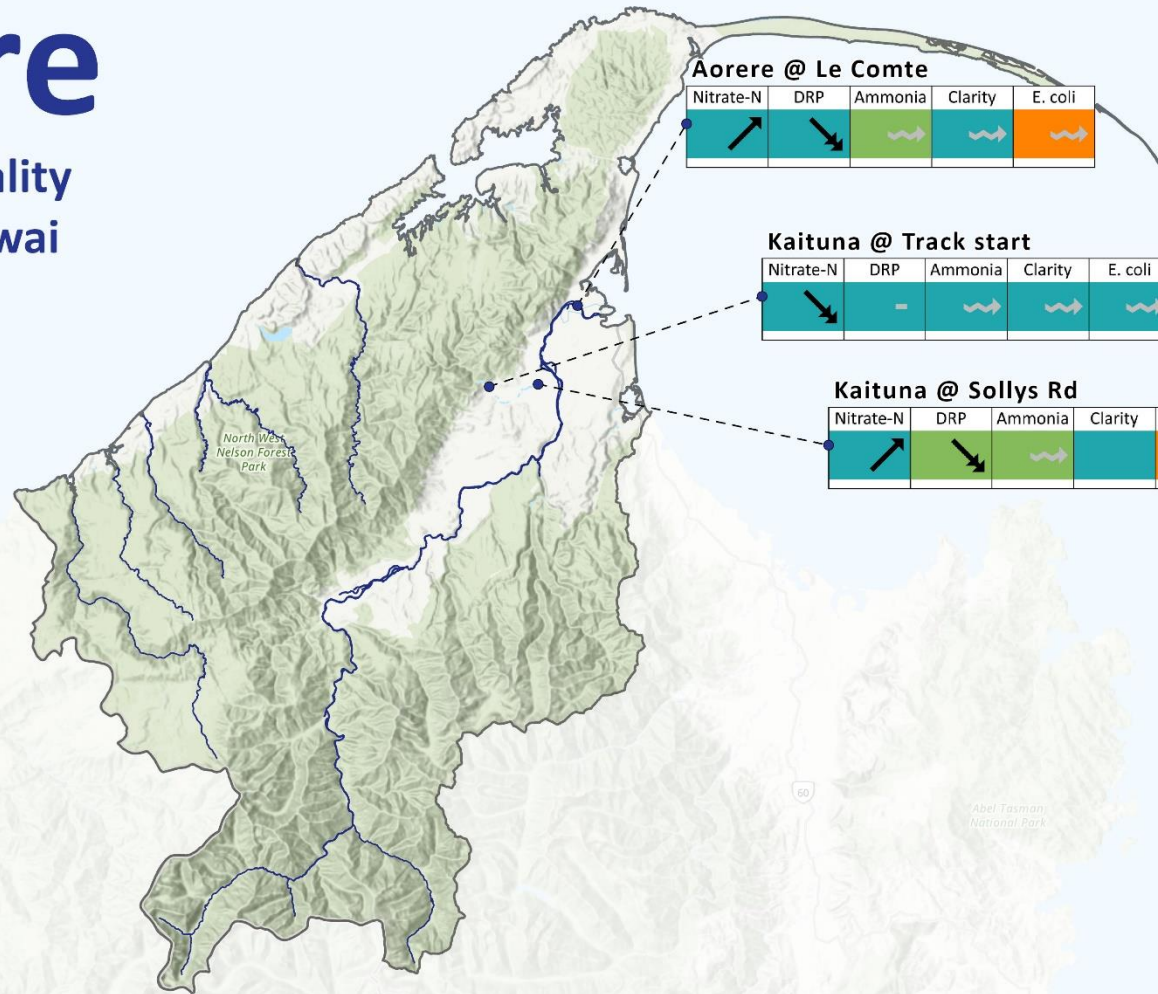 re
ality
wai
Aorere @ Le Comte
Nitrate-N DRP Ammonia Clarity E. coli
Kaituna @ Track start
Nitrate-N DRP Ammonia Clarity E. coli
-
Kaituna @ Sollys Rd
Nitrate-N DRP Ammonia Clarity
North West
Nelson Forest
Park
60
Abel Tasman
National Park